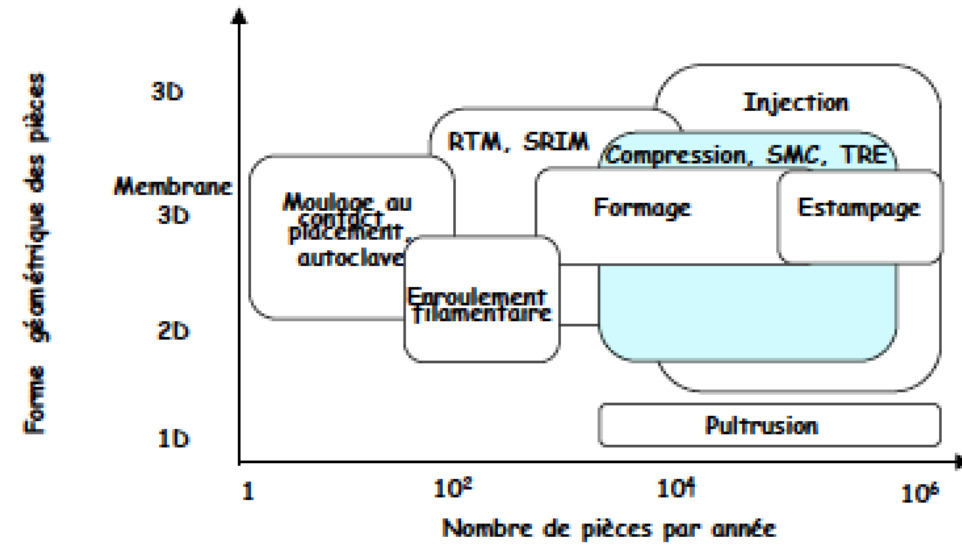 Forme géométrique des pièces
3D
Membrane
3D
2D
1D
Injection
RTM, SRIM
Compression, SMC, TRE
Moulage au
contact,
placement,
autoclave
Formage
Estampage
Enroulement
filamentaire
Pultrusion
1
10²
10⁴
10⁶
Nombre de pièces par année